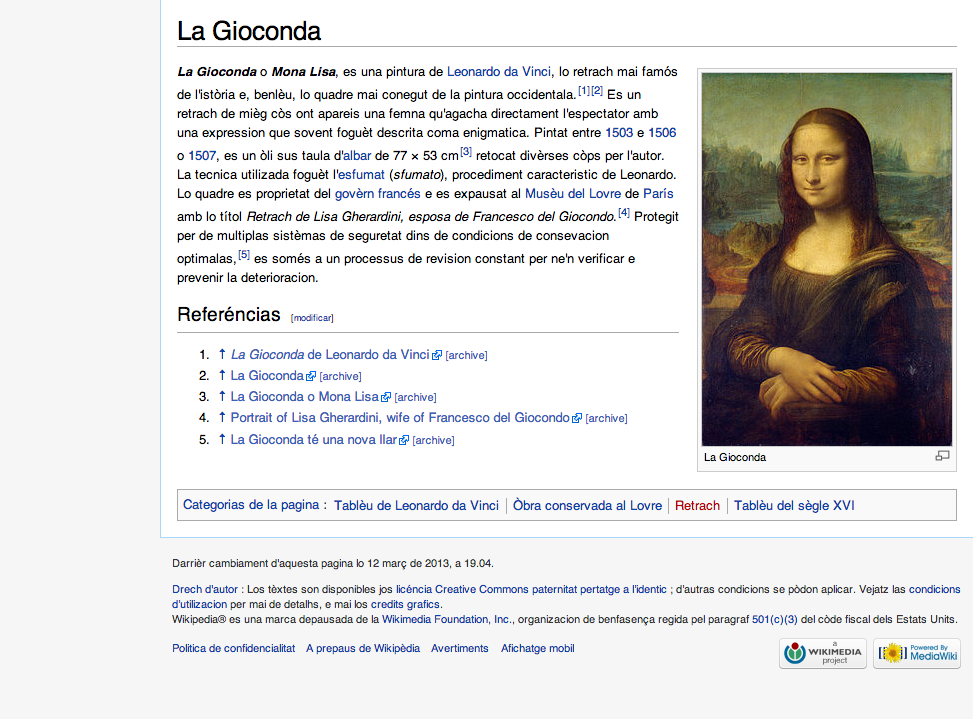 La Gioconda
La Gioconda o Mona Lisa, es una pintura de Leonardo da Vinci, lo retrach mai famós
de l'istòria e, benlèu, lo quadre mai conegut de la pintura occidentala.[1][2] Es un
retrach de mièg còs ont apareis una femna qu'agacha directament l'espectator amb
una expression que sovent foguèt descrita coma enigmatica. Pintat entre 1503 e 1506
o 1507, es un òli sus taula d'albar de 77 × 53 cm[3] retocat divèrses còps per l'autor.
La tecnica utilizada foguèt l'esfumat (sfumato), procediment caracteristic de Leonardo.
Lo quadre es proprietat del govèrn francés e es expausat al Musèu del Lovre de París
amb lo títol Retrach de Lisa Gherardini, esposa de Francesco del Giocondo.[4] Protegit
per de multiplas sistèmas de seguretat dins de condicions de consevacion
optimalas,[5] es somés a un processus de revision constant per ne'n verificar e
prevenir la deterioracion.
La Gioconda
Referéncias [modificar]
1. ↑ La Gioconda de Leonardo da Vinci [archive]
2. ↑ La Gioconda [archive]
3. ↑ La Gioconda o Mona Lisa [archive]
4. ↑ Portrait of Lisa Gherardini, wife of Francesco del Giocondo [archive]
5. ↑ La Gioconda té una nova llar [archive]
Categorias de la pagina : Tablèu de Leonardo da Vinci | Òbra conservada al Lovre | Retrach | Tablèu del sègle XVI
Darrièr cambiament d'aquesta pagina lo 12 març de 2013, a 19.04.
Drech d'autor : Los tèxtes son disponibles jos licéncia Creative Commons paternitat pertatge a l'identic ; d'autras condicions se pòdon aplicar. Vejatz las condicions
d'utilizacion per mai de detalhs, e mai los credits grafics.
Wikipedia® es una marca depausada de la Wikimedia Foundation, Inc., organizacion de benfasença regida pel paragraf 501(c)(3) del còde fiscal dels Estats Units.
Politica de confidencialitat A prepaus de Wikipèdia Avertiments Afichatge mobil
a
WIKIMEDIA
project
Powered By
MediaWiki